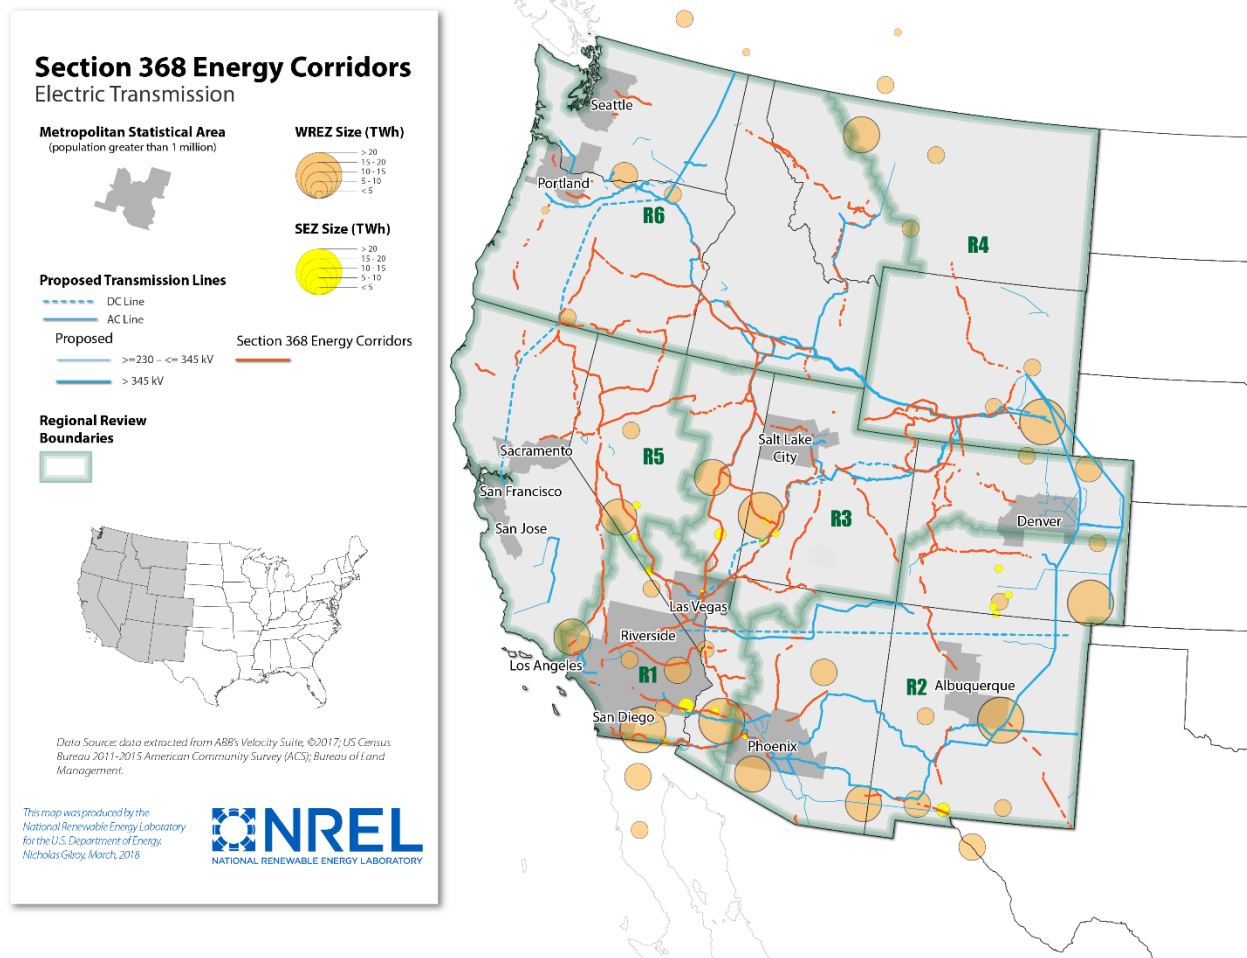 Section 368 Energy Corridors
Electric Transmission
Metropolitan Statistical Area
(population greater than 1 million)
WREZ Size (TWh)
> 20
15 - 20
10 - 15
5 - 10
< 5
SEZ Size (TWh)
> 20
15 - 20
10 - 15
5 - 10
< 5
Proposed Transmission Lines
DC Line
AC Line
Proposed
Section 368 Energy Corridors
>=230 – <= 345 kV
> 345 kV
Regional Review
Boundaries
Data Source: data extracted from ABB's Velocity Suite, ©2017; US Census
Bureau 2011-2015 American Community Survey (ACS); Bureau of Land
Management.
This map was produced by the
National Renewable Energy Laboratory
for the U.S. Department of Energy.
Nicholas Gilroy, March, 2018
NREL
NATIONAL RENEWABLE ENERGY LABORATORY
Seattle
Portland
R6
R4
Sacramento
San Francisco
San Jose
R5
Salt Lake
City
R3
Denver
Las Vegas
Riverside
Los Angeles
R1
San Diego
R2
Albuquerque
Phoenix